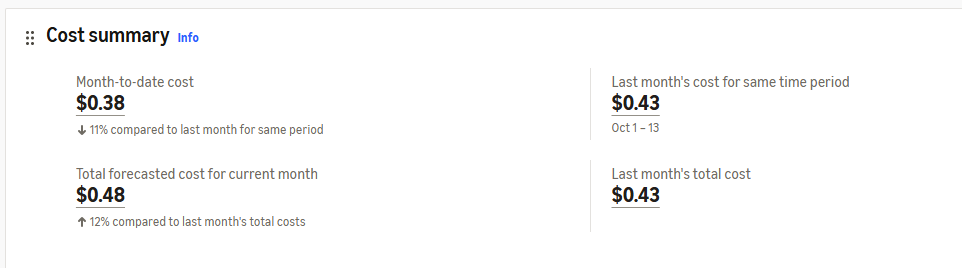 Cost summary Info
Month-to-date cost
$0.38
↓ 11% compared to last month for same period
Last month's cost for same time period
$0.43
Oct 1 – 13
Total forecasted cost for current month
$0.48
↑ 12% compared to last month's total costs
Last month's total cost
$0.43